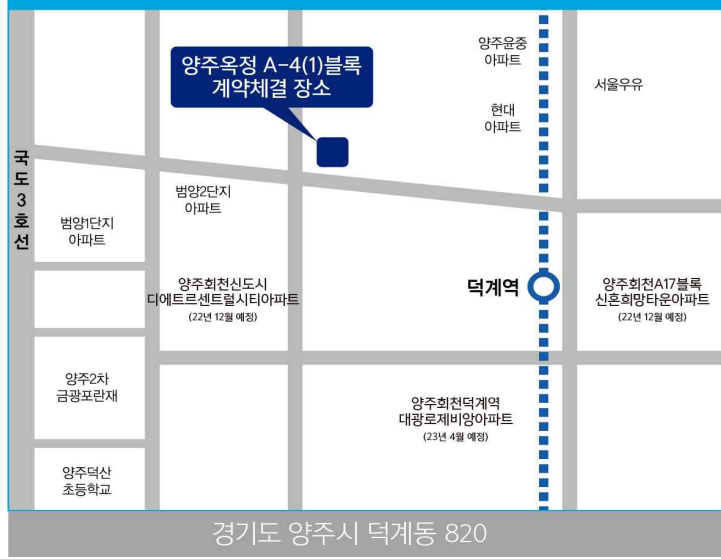 양주옥정 A-4(1)블록
계약체결 장소
양주윤중
아파트
서울우유
현대
아파트
국도3호선
범양2단지
아파트
범양1단지
아파트
양주회천신도시
디에트르센트럴시티아파트
(22년 12월 예정)
덕계역
양주회천A17블록
신혼희망타운아파트
(22년 12월 예정)
양주2차
금광포란재
양주회천덕계역
대광로제비앙아파트
(23년 4월 예정)
양주덕산
초등학교
경기도 양주시 덕계동 820